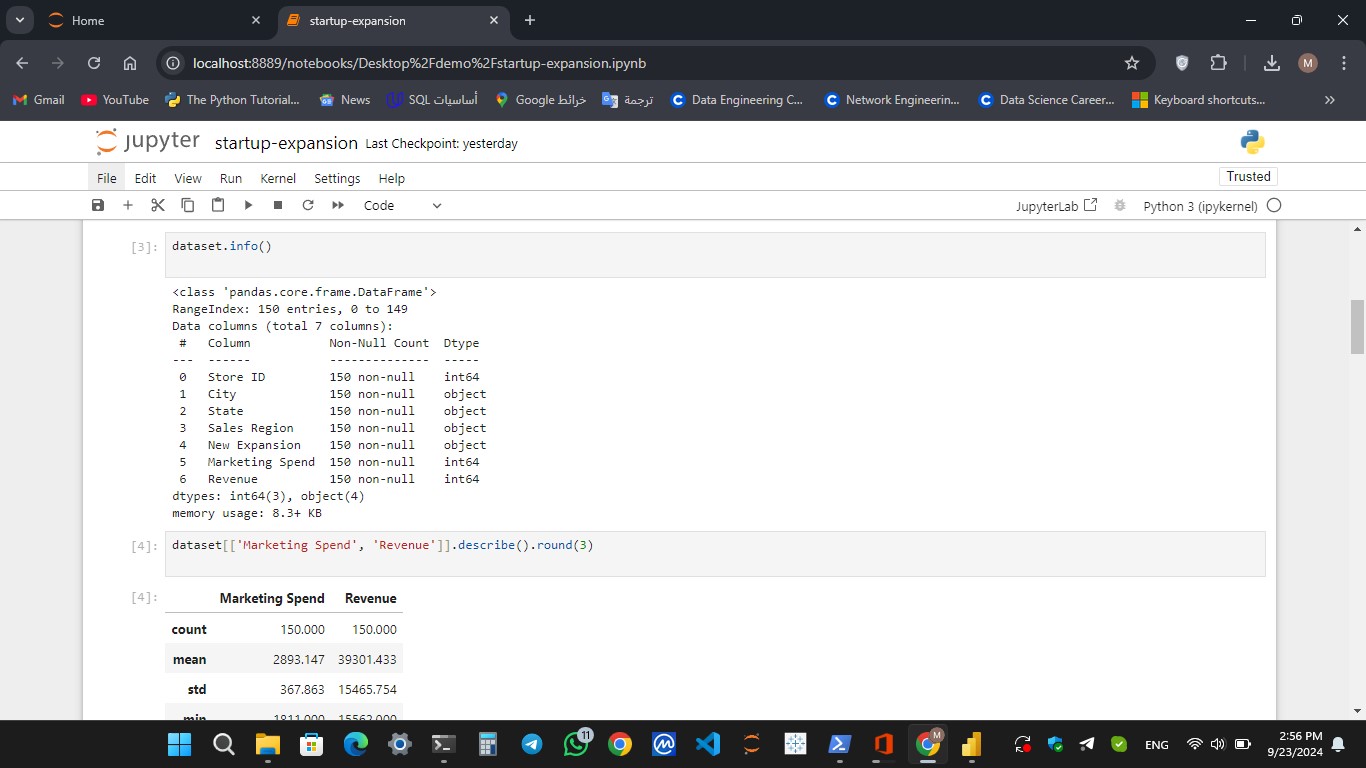 Home
startup-expansion
localhost:8889/notebooks/Desktop%2Fdemo%2Fstartup-expansion.ipynb
M
Gmail YouTube The Python Tutorial... News أساسيات SQL خرائط Google ترجمة Data Engineering C... Network Engineerin... Data Science Career... Keyboard shortcuts...
jupyter startup-expansion Last Checkpoint: yesterday
File Edit View Run Kernel Settings Help
Trusted
Code JupyterLab Python 3 (ipykernel)
[3]: dataset.info()
<class 'pandas.core.frame.DataFrame'>
RangeIndex: 150 entries, 0 to 149
Data columns (total 7 columns):
# Column Non-Null Count Dtype
--- ------ -------------- -----
0 Store ID 150 non-null int64
1 City 150 non-null object
2 State 150 non-null object
3 Sales Region 150 non-null object
4 New Expansion 150 non-null object
5 Marketing Spend 150 non-null int64
6 Revenue 150 non-null int64
dtypes: int64(3), object(4)
memory usage: 8.3+ KB
[4]: dataset[['Marketing Spend', 'Revenue']].describe().round(3)
[4]: Marketing Spend Revenue
count 150.000 150.000
mean 2893.147 39301.433
std 367.863 15465.754
min 1811.000 15562.000
11
M
ENG
2:56 PM
9/23/2024